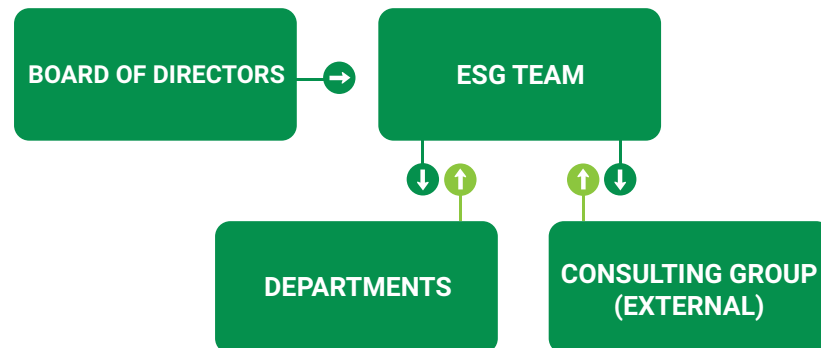 BOARD OF DIRECTORS
ESG TEAM
DEPARTMENTS
CONSULTING GROUP
(EXTERNAL)